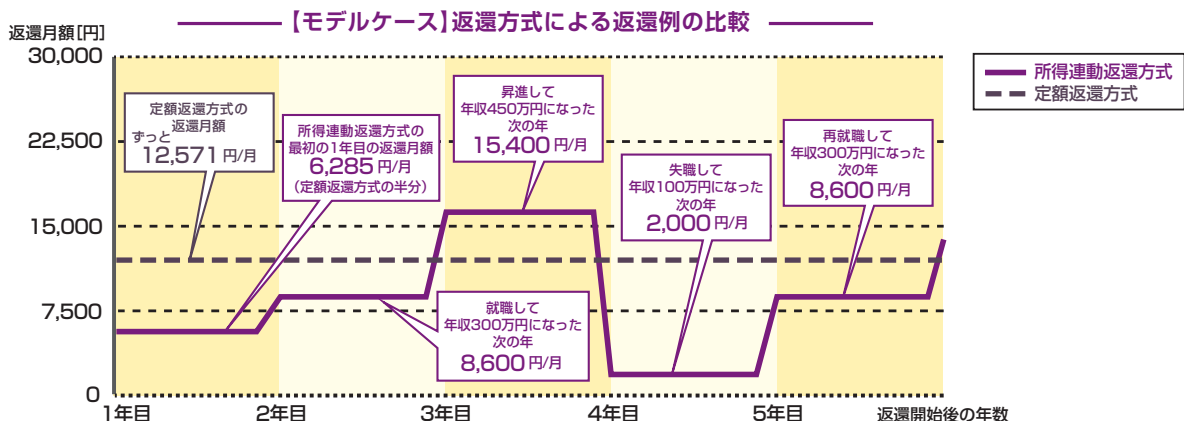 【モデルケース】返還方式による返還例の比較
返還月額[円]
30,000
22,500
15,000
7,500
0
所得連動返還方式
定額返還方式
定額返還方式の
返還月額
ずっと
12,571円/月
所得連動返還方式の
最初の1年目の返還月額
6,285円/月
(定額返還方式の半分)
就職して
年収300万円になった
次の年
8,600円/月
昇進して
年収450万円になった
次の年
15,400円/月
失職して
年収100万円になった
次の年
2,000円/月
再就職して
年収300万円になった
次の年
8,600円/月
1年目
2年目
3年目
4年目
5年目
返還開始後の年数